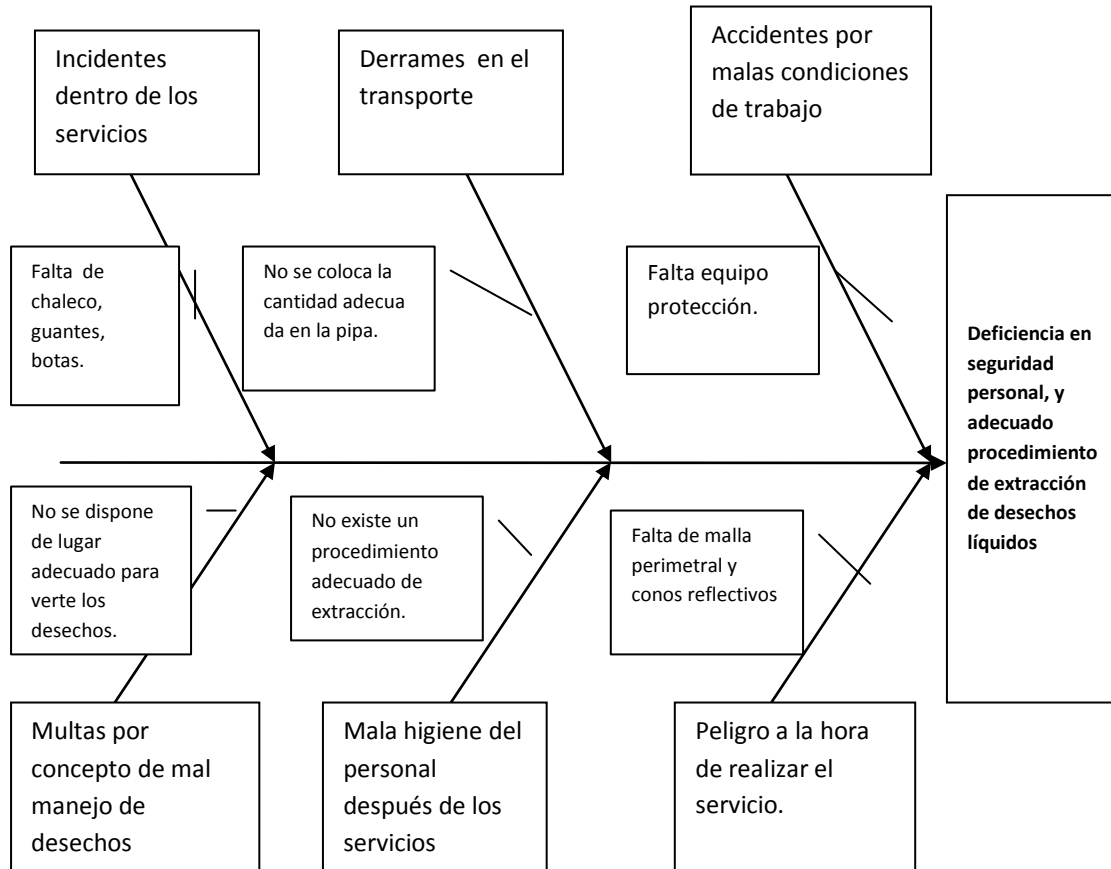 Incidentes
dentro de los
servicios
Derrames en el
transporte
Accidentes por
malas condiciones
de trabajo
Falta de
chaleco,
guantes,
botas.
No se coloca la
cantidad adecua
da en la pipa.
Falta equipo
protección.
Deficiencia en
seguridad
personal, y
adecuado
procedimiento
de extracción
de desechos
líquidos
No se dispone
de lugar
adecuado para
verte los
desechos.
No existe un
procedimiento
adecuado de
extracción.
Falta de malla
perimetral y
conos reflectivos
Multas por
concepto de mal
manejo de
desechos
Mala higiene del
personal
después de los
servicios
Peligro a la hora
de realizar el
servicio.